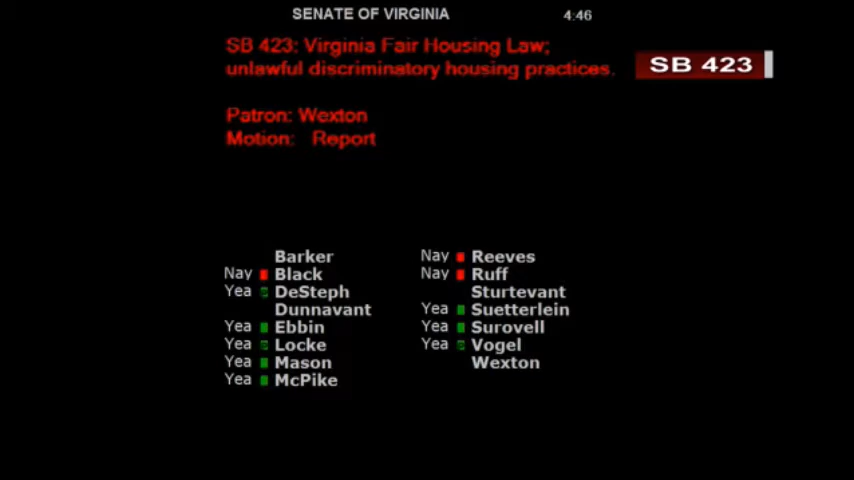 SENATE OF VIRGINIA 4:46
SB 423: Virginia Fair Housing Law;
unlawful discriminatory housing practices.
SB 423
Patron: Wexton
Motion: Report
Barker
Nay Black
Yea DeSteph
Dunnavant
Yea Ebbin
Yea Locke
Yea Mason
Yea McPike
Nay Reeves
Nay Ruff
Sturtevant
Yea Suetterlein
Yea Surovell
Yea Vogel
Wexton